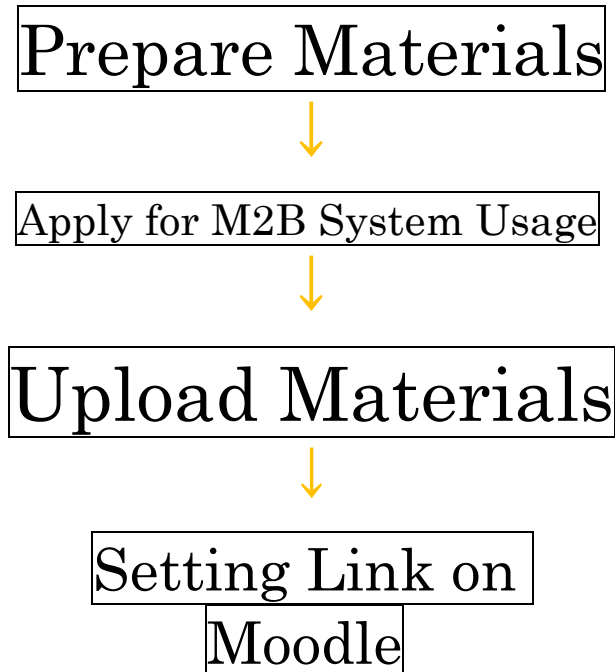 Prepare Materials
↓
Apply for M2B System Usage
↓
Upload Materials
↓
Setting Link on
Moodle